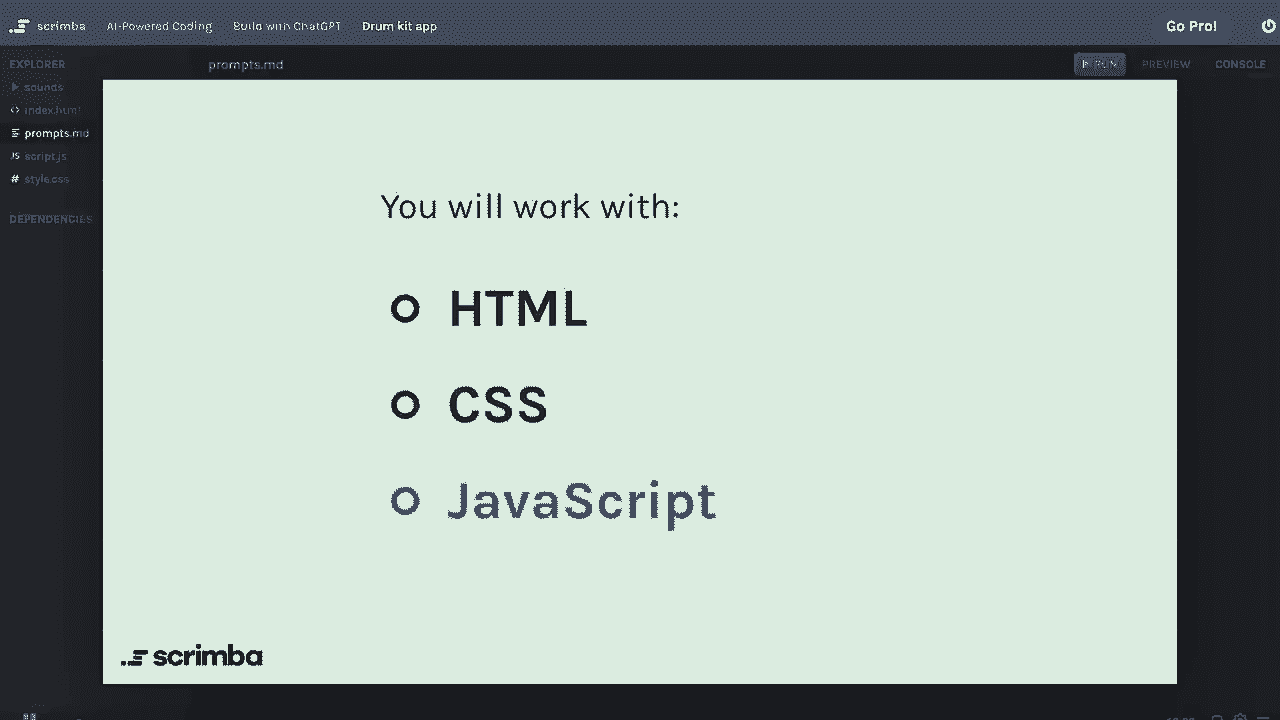 scrimba AI-Powered Coding Build with ChatGPT Drum kit app Go Pro!
EXPLORER prompts.md RUN PREVIEW CONSOLE
sounds
index.html
prompts.md
JS script.js
# style.css
DEPENDENCIES
You will work with:
HTML
CSS
JavaScript
scrimba